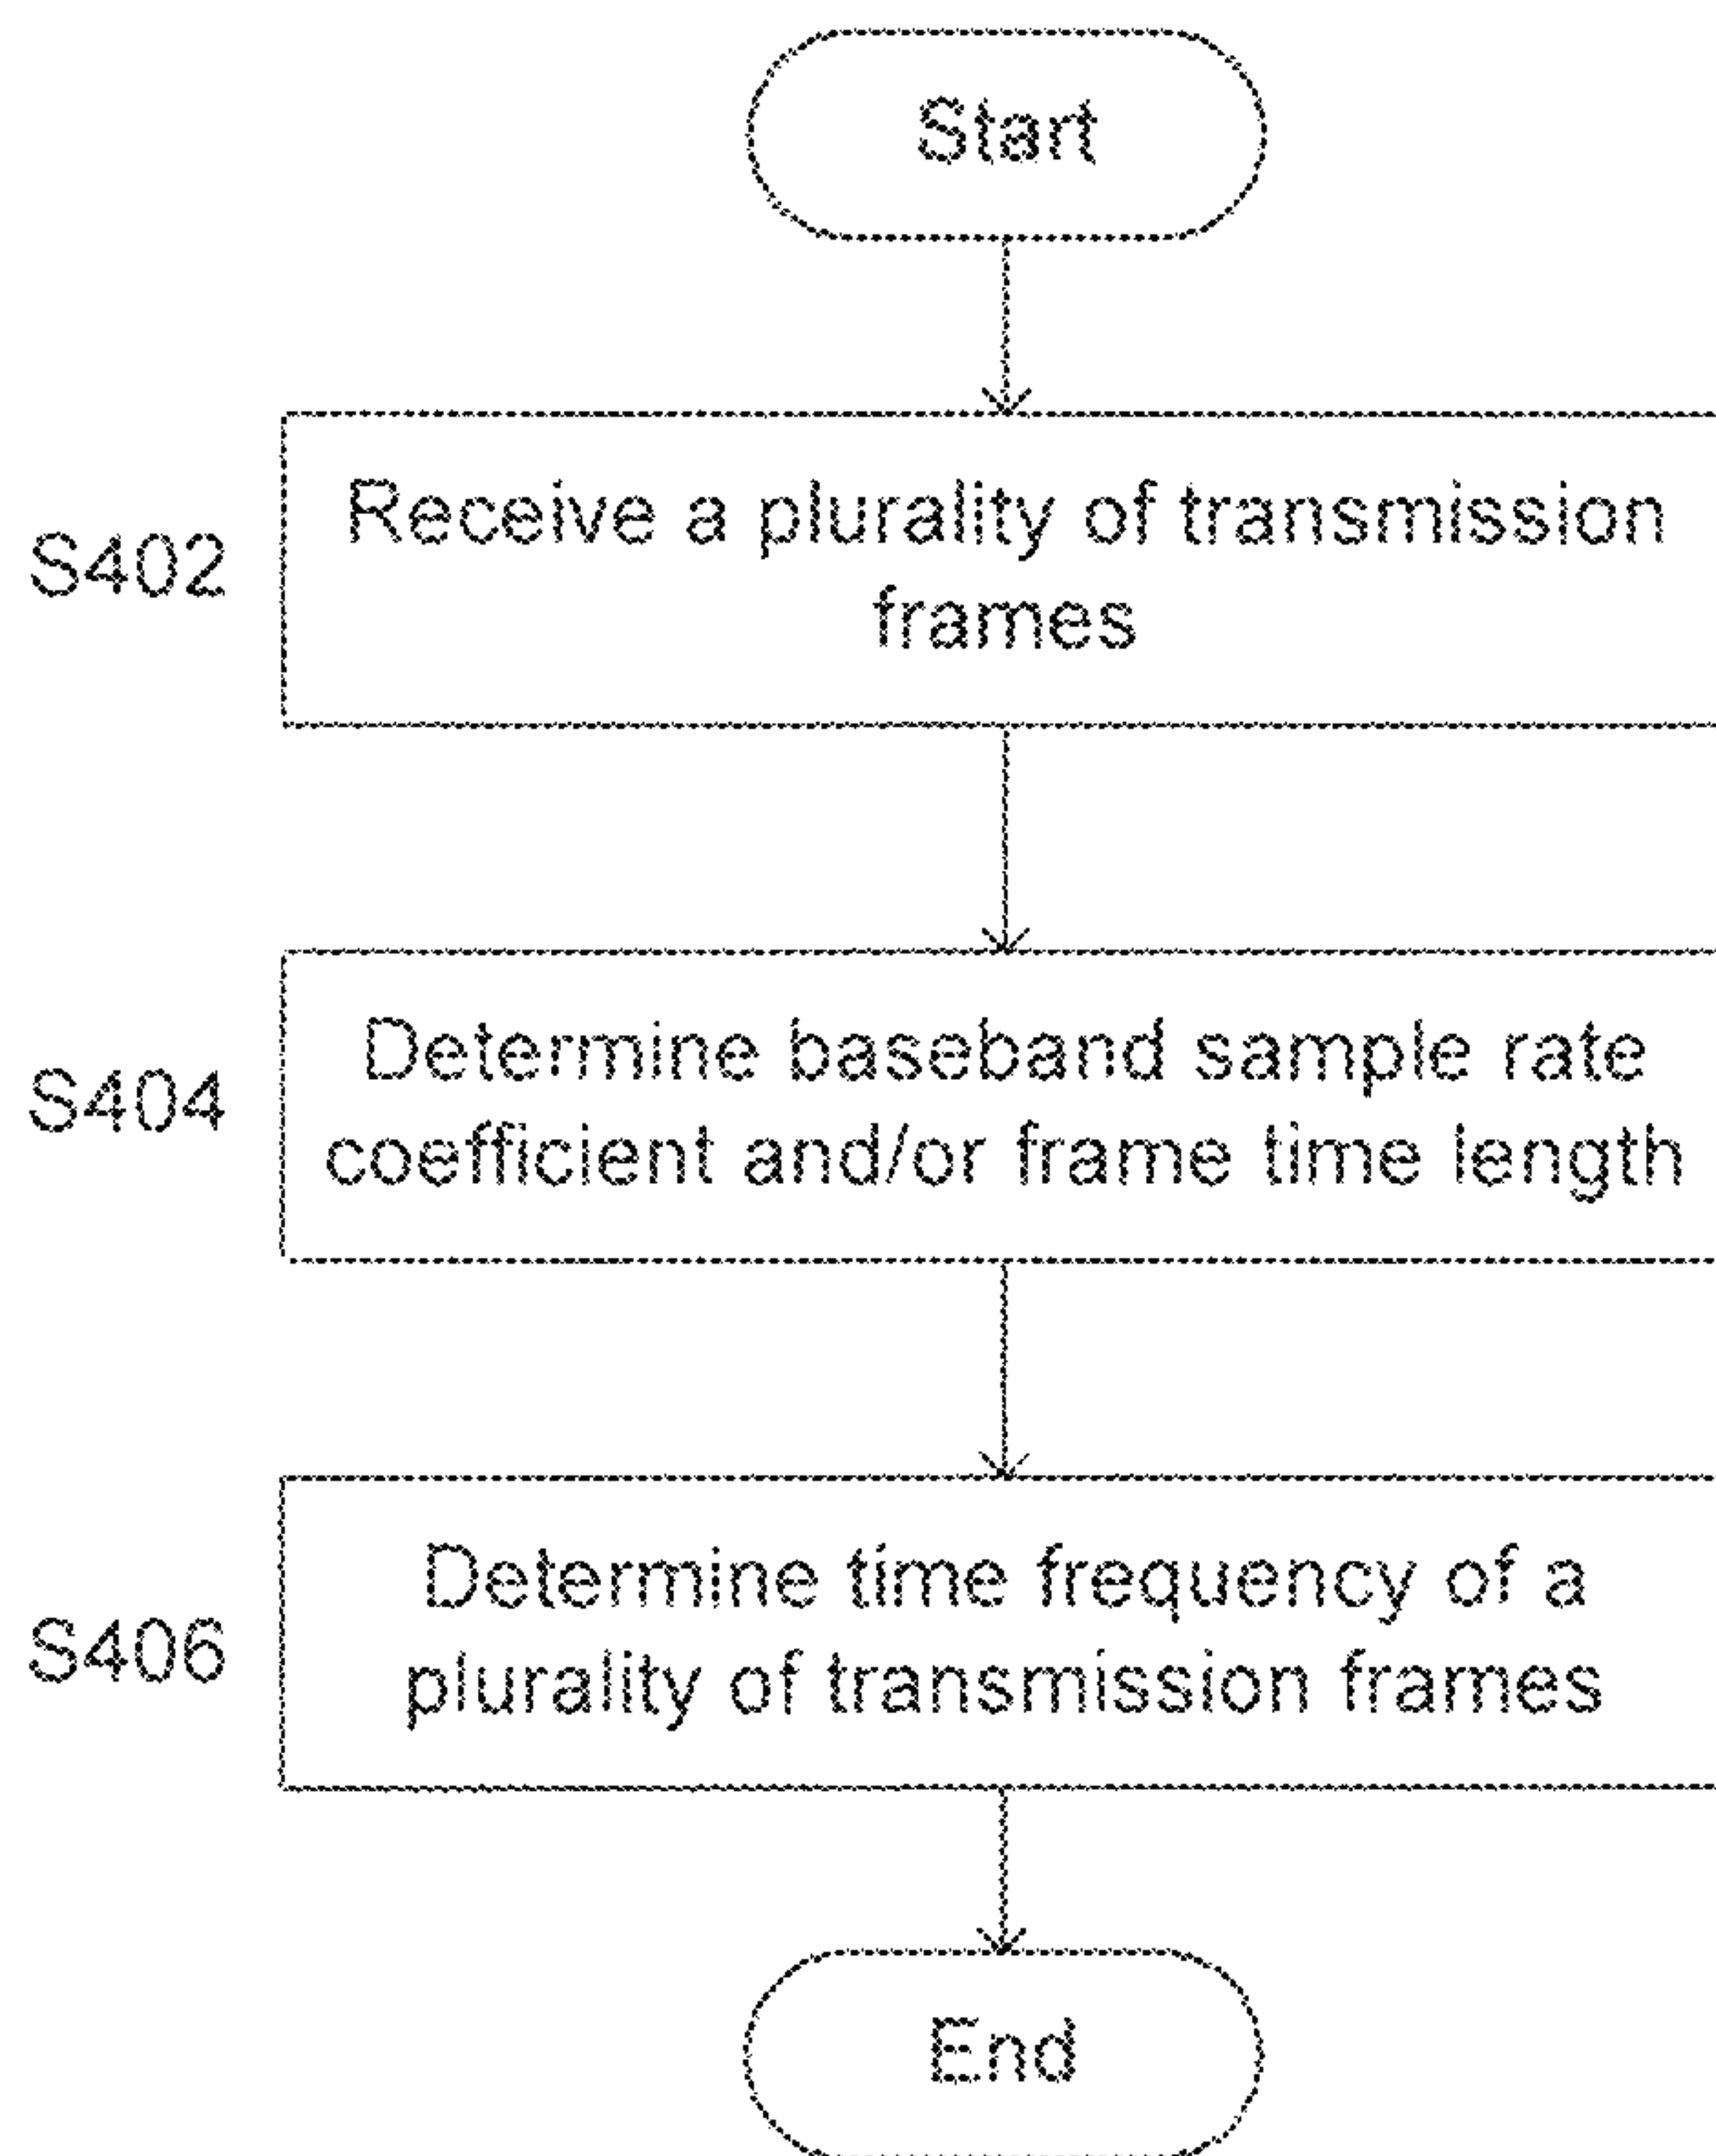 Start
S402
Receive a plurality of transmission
frames
S404
Determine baseband sample rate
coefficient and/or frame time length
S406
Determine time frequency of a
plurality of transmission frames
End